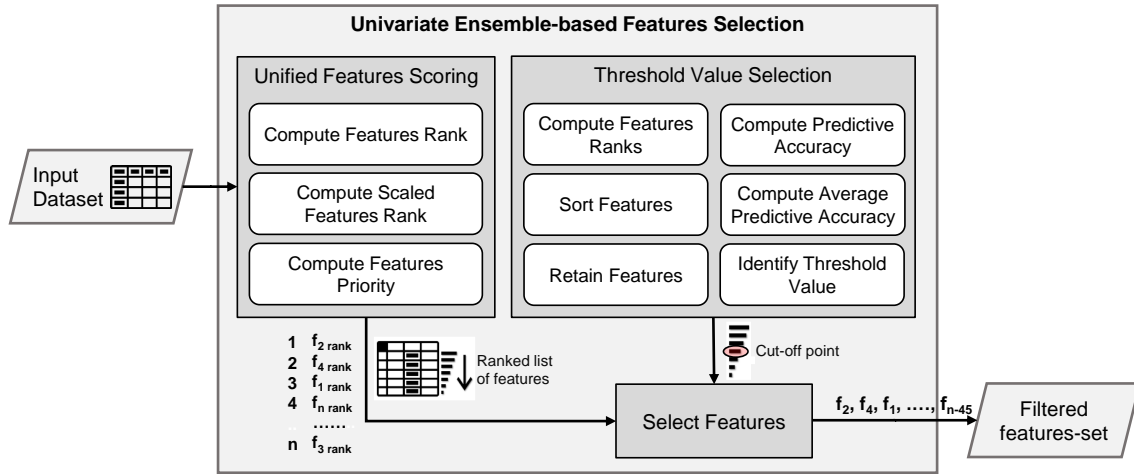 Univariate Ensemble-based Features Selection
Unified Features Scoring
Compute Features Rank
Compute Scaled
Features Rank
Compute Features
Priority
Threshold Value Selection
Compute Features
Ranks
Sort Features
Retain Features
Compute Predictive
Accuracy
Compute Average
Predictive Accuracy
Identify Threshold
Value
Input
Dataset
1 f2 rank
2 f4 rank
3 f1 rank
4 fn rank
.. ......
n f3 rank
Ranked list
of features
Cut-off point
Select Features
f2, f4, f1, ...., fn-45
Filtered
features-set